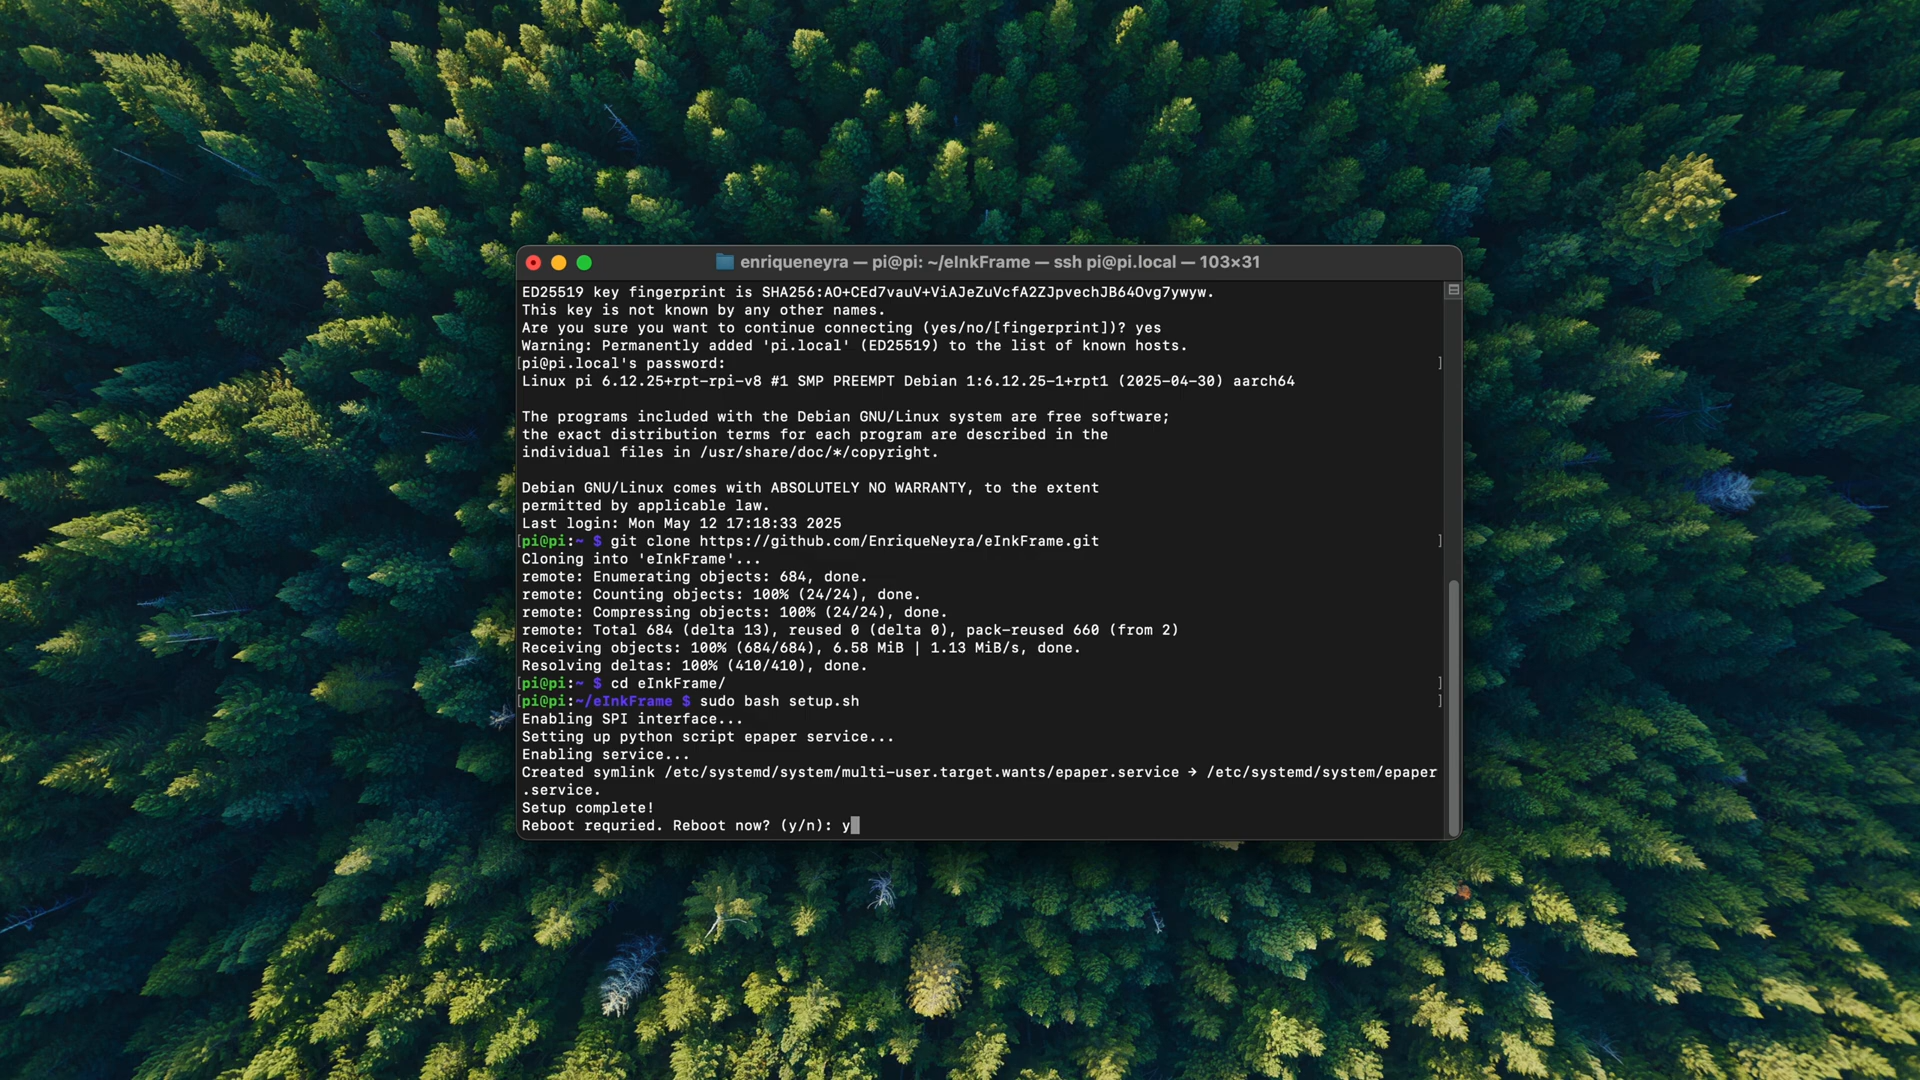 enriqueneyra — pi@pi: ~/eInkFrame — ssh pi@pi.local — 103×31
ED25519 key fingerprint is SHA256:AO+CEd7vauV+ViAJeZuVcfA2ZJpvechJB64Ovg7ywyw.
This key is not known by any other names.
Are you sure you want to continue connecting (yes/no/[fingerprint])? yes
Warning: Permanently added 'pi.local' (ED25519) to the list of known hosts.
[pi@pi.local's password: ]
Linux pi 6.12.25+rpt-rpi-v8 #1 SMP PREEMPT Debian 1:6.12.25-1+rpt1 (2025-04-30) aarch64
The programs included with the Debian GNU/Linux system are free software;
the exact distribution terms for each program are described in the
individual files in /usr/share/doc/*/copyright.
Debian GNU/Linux comes with ABSOLUTELY NO WARRANTY, to the extent
permitted by applicable law.
Last login: Mon May 12 17:18:33 2025
[pi@pi:~ $ git clone https://github.com/EnriqueNeyra/eInkFrame.git ]
Cloning into 'eInkFrame'...
remote: Enumerating objects: 684, done.
remote: Counting objects: 100% (24/24), done.
remote: Compressing objects: 100% (24/24), done.
remote: Total 684 (delta 13), reused 0 (delta 0), pack-reused 660 (from 2)
Receiving objects: 100% (684/684), 6.58 MiB | 1.13 MiB/s, done.
Resolving deltas: 100% (410/410), done.
[pi@pi:~ $ cd eInkFrame/ ]
[pi@pi:~/eInkFrame $ sudo bash setup.sh ]
Enabling SPI interface...
Setting up python script epaper service...
Enabling service...
Created symlink /etc/systemd/system/multi-user.target.wants/epaper.service → /etc/systemd/system/epaper
.service.
Setup complete!
Reboot requried. Reboot now? (y/n): y